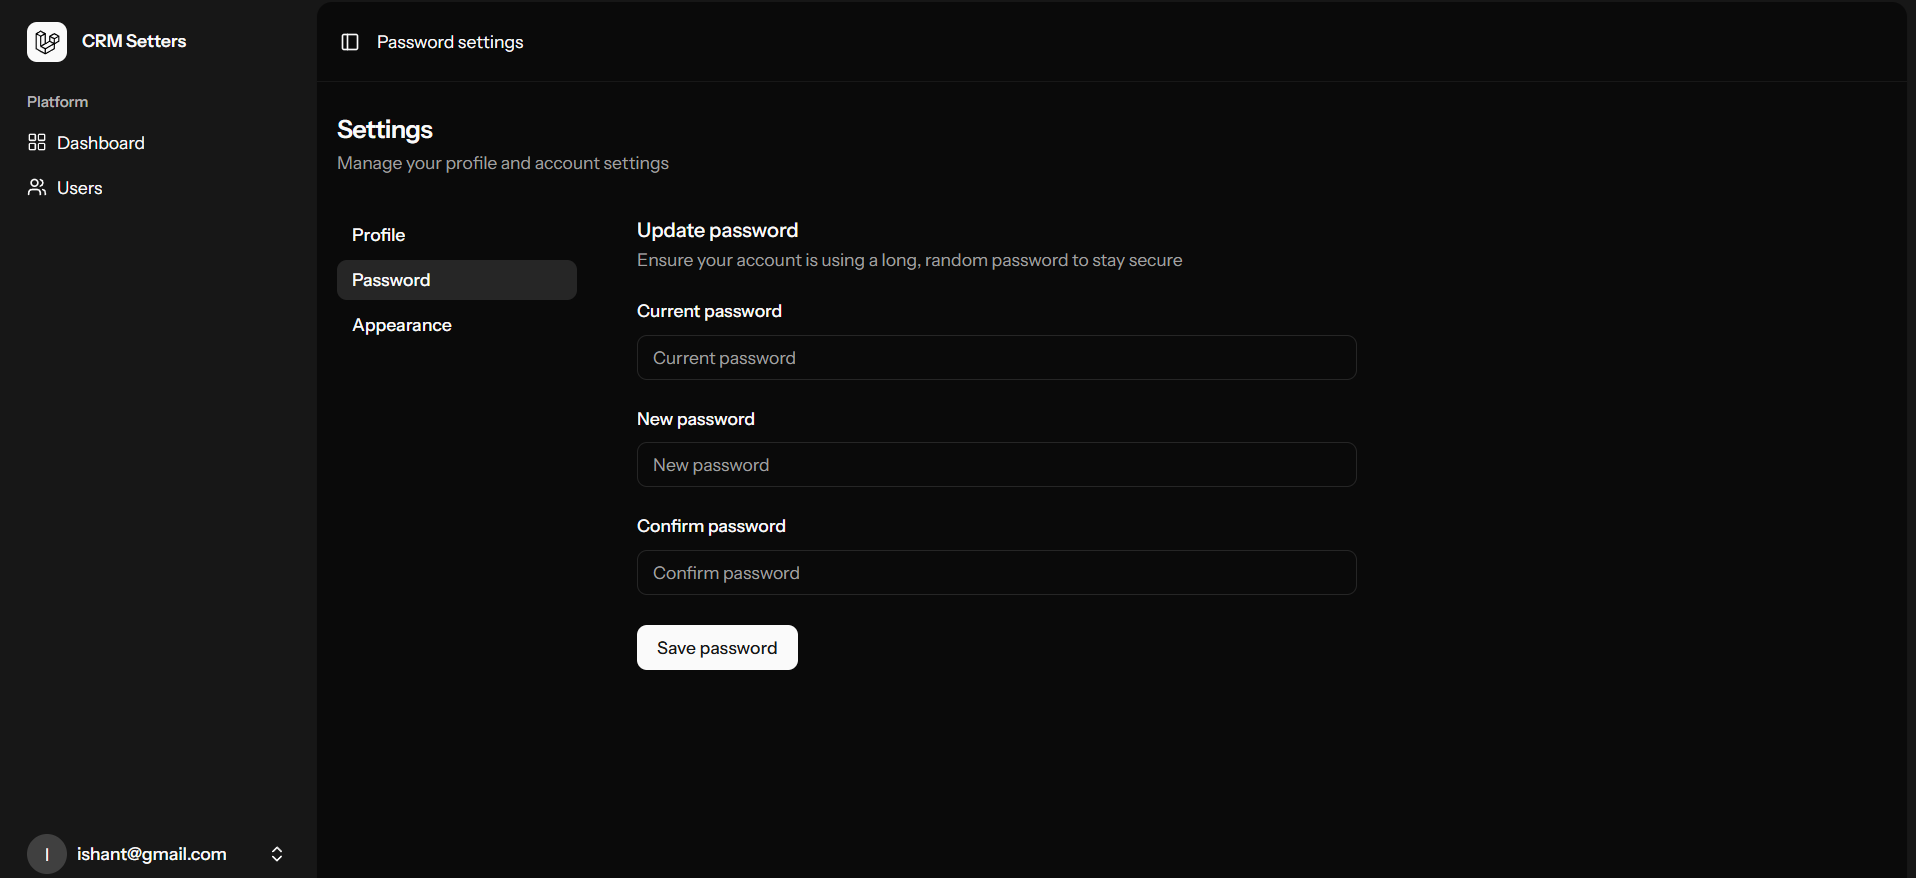 CRM Setters
Platform
Dashboard
Users
I
ishant@gmail.com
Password settings
Settings
Manage your profile and account settings
Profile
Password
Appearance
Update password
Ensure your account is using a long, random password to stay secure
Current password
Current password
New password
New password
Confirm password
Confirm password
Save password